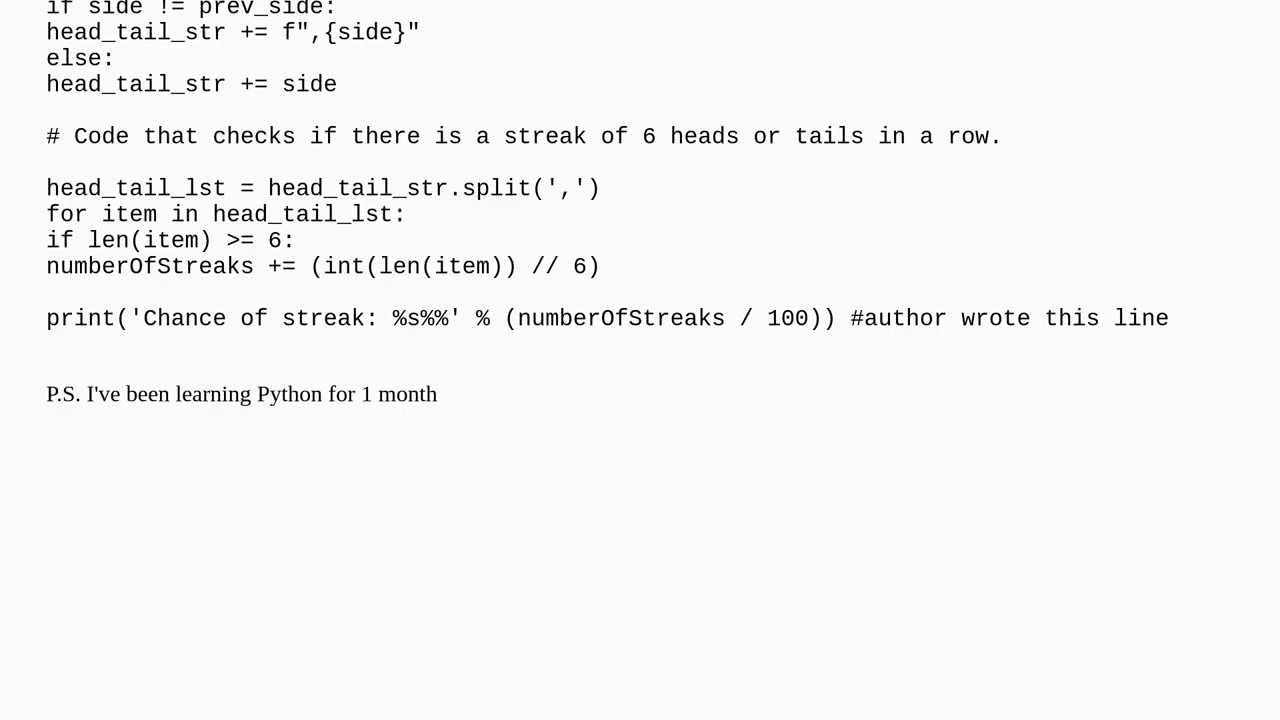 if side != prev_side:
head_tail_str += f",{side}"
else:
head_tail_str += side
# Code that checks if there is a streak of 6 heads or tails in a row.
head_tail_lst = head_tail_str.split(',')
for item in head_tail_lst:
if len(item) >= 6:
numberOfStreaks += (int(len(item)) // 6)
print('Chance of streak: %s%%' % (numberOfStreaks / 100)) #author wrote this line
P.S. I've been learning Python for 1 month